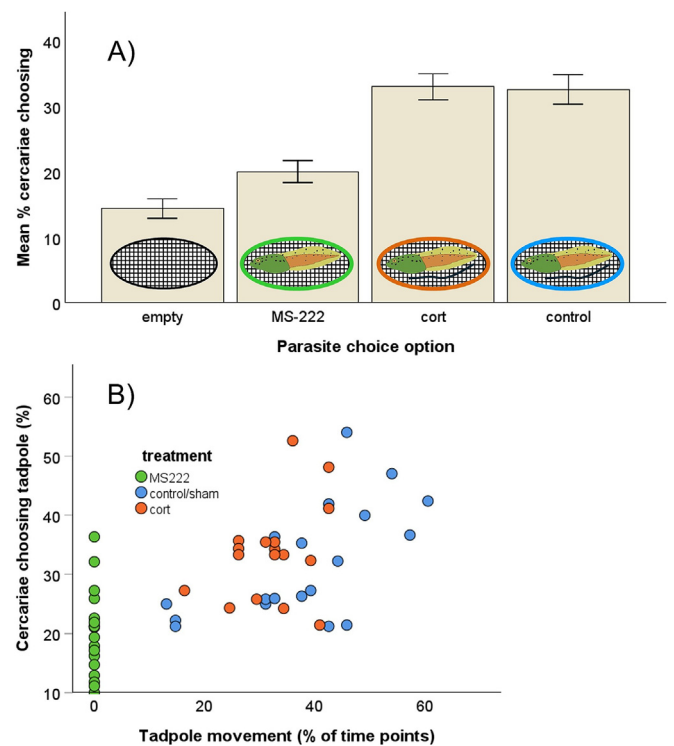 A)
Mean % cercariae choosing
40
30
20
10
0
empty MS-222 cort control
Parasite choice option
B)
Cercariae choosing tadpole (%)
60
50
40
30
20
10
treatment
MS222
control/sham
cort
0 20 40 60
Tadpole movement (% of time points)